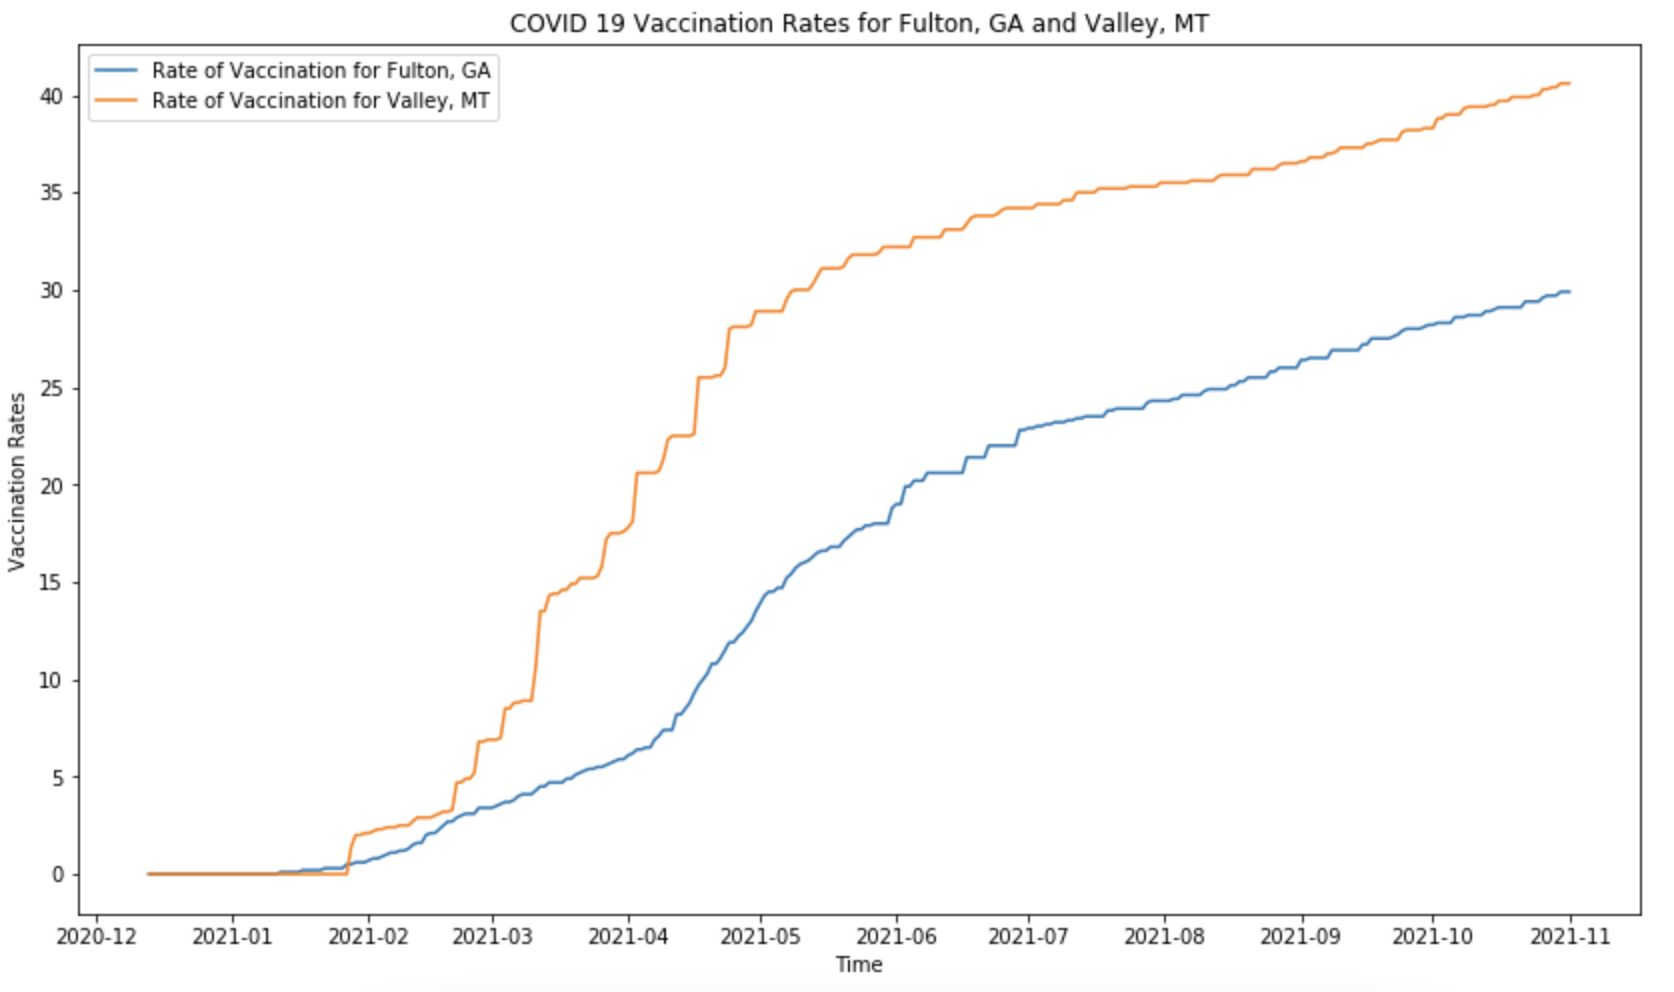 COVID 19 Vaccination Rates for Fulton, GA and Valley, MT
Rate of Vaccination for Fulton, GA
Rate of Vaccination for Valley, MT
40
35
30
25
20
15
10
5
0
Vaccination Rates
2020-12 2021-01 2021-02 2021-03 2021-04 2021-05 2021-06 2021-07 2021-08 2021-09 2021-10 2021-11
Time